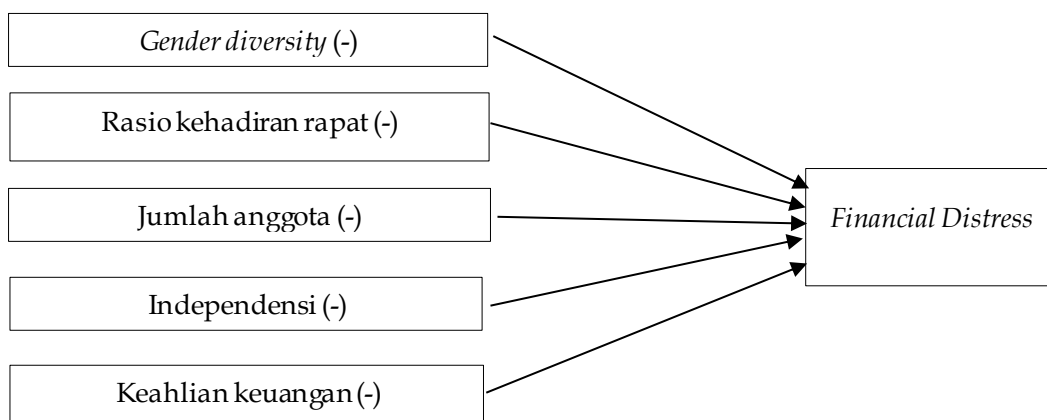 Gender diversity (-)
Rasio kehadiran rapat (-)
Jumlah anggota (-)
Financial Distress
Independensi (-)
Keahlian keuangan (-)